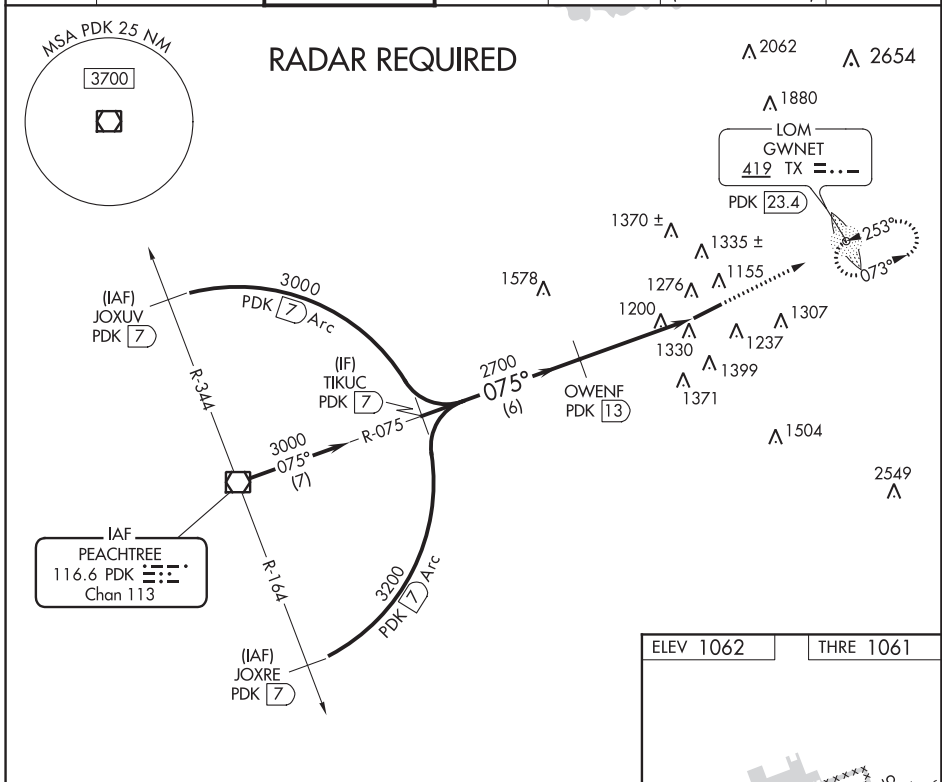 MSA PDK 25 NM
3700
RADAR REQUIRED
2062
2654
1880
LOM
GWNET
419 TX
PDK 23.4
253°
073°
1370 ±
1335 ±
1578
1276
1155
1200
1330
1237
1307
1399
1371
1504
2549
(IAF)
JOXUV
PDK 7
3000
PDK 7 Arc
R-344
(IF)
TIKUC
PDK 7
2700
075°
(6)
OWENF
PDK 13
3000
075°
(7)
R-075
IAF
PEACHTREE
116.6 PDK
Chan 113
R-164
3200
PDK 7 Arc
(IAF)
JOXRE
PDK 7
ELEV 1062
THRE 1061